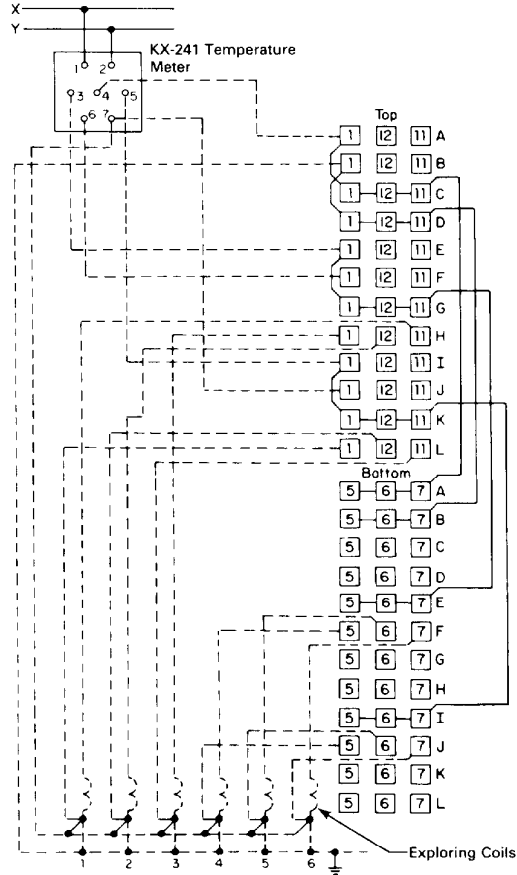 X
Y
KX-241 Temperature
Meter
1 2
3 4 5
6 7
Top
1 12 11 A
1 12 11 B
1 12 11 C
1 12 11 D
1 12 11 E
1 12 11 F
1 12 11 G
1 12 11 H
1 12 11 I
1 12 11 J
1 12 11 K
1 12 11 L
Bottom
5 6 7 A
5 6 7 B
5 6 7 C
5 6 7 D
5 6 7 E
5 6 7 F
5 6 7 G
5 6 7 H
5 6 7 I
5 6 7 J
5 6 7 K
5 6 7 L
1 2 3 4 5 6
Exploring Coils